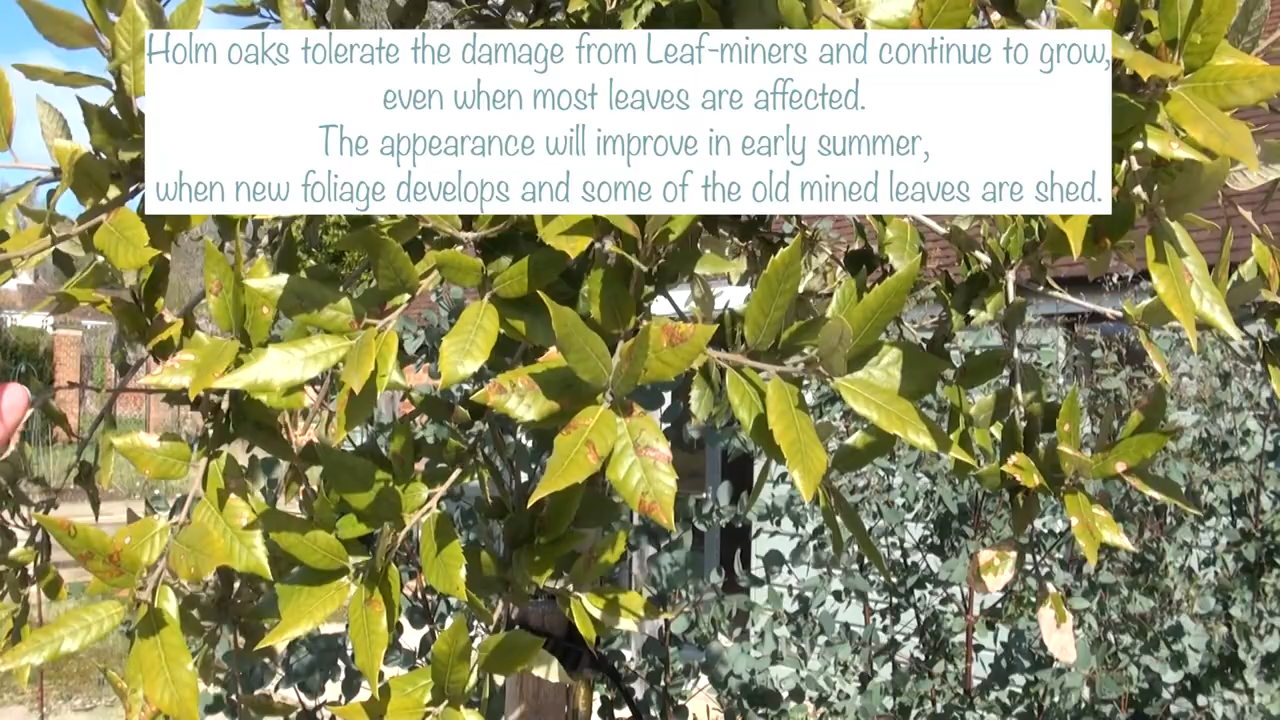 Holm oaks tolerate the damage from Leaf-miners and continue to grow,
even when most leaves are affected.
The appearance will improve in early summer,
when new foliage develops and some of the old mined leaves are shed.